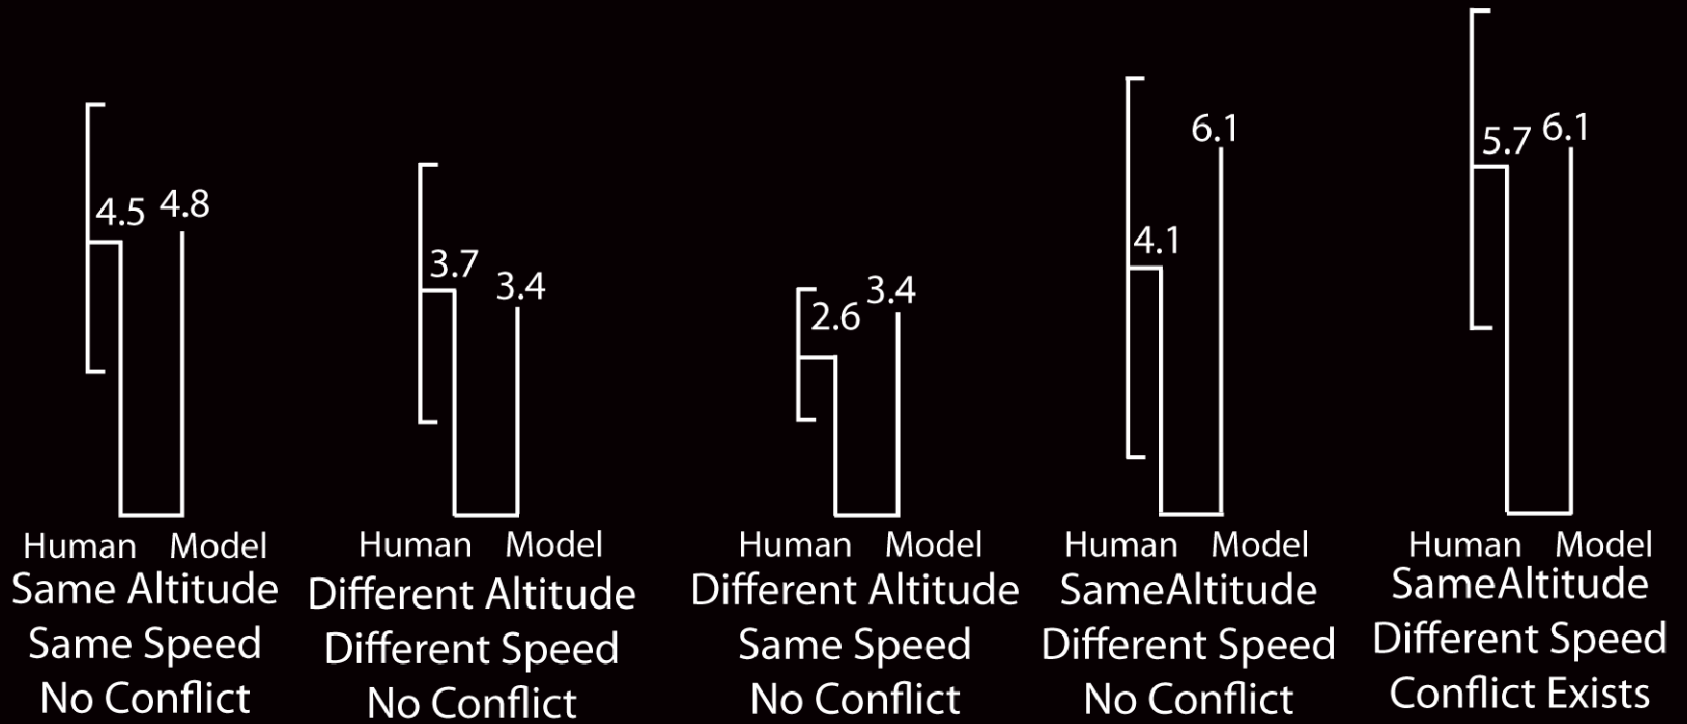 4.5 4.8
Human Model
Same Altitude
Same Speed
No Conflict
3.7 3.4
Human Model
Different Altitude
Different Speed
No Conflict
2.6 3.4
Human Model
Different Altitude
Same Speed
No Conflict
4.1 6.1
Human Model
SameAltitude
Different Speed
No Conflict
5.7 6.1
Human Model
SameAltitude
Different Speed
Conflict Exists